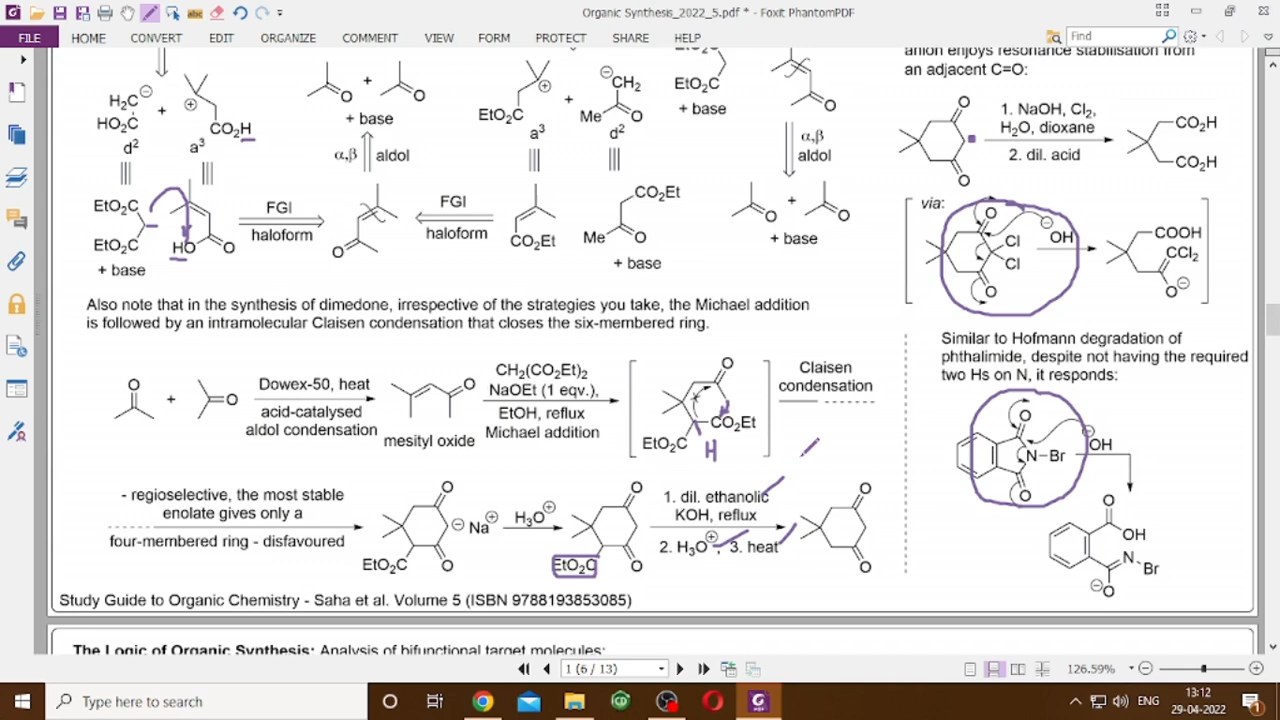 Organic Synthesis_2022_5.pdf * - Foxit PhantomPDF
FILE HOME CONVERT EDIT ORGANIZE COMMENT VIEW FORM PROTECT SHARE HELP Find
anion enjoys resonance stabilisation from
an adjacent C=O:
H2C⊖ + ⊕ CO2H
HO2C
d² a³
+ O
+ base
α,β aldol
EtO2C ⊕ + ⊖CH2
Me O
a³ d²
EtO2C
+ base
α,β
aldol
1. NaOH, Cl2,
H2O, dioxane
2. dil. acid
CO2H
CO2H
EtO2C
EtO2C
HO O
+ base
FGI
haloform
O
FGI
haloform
CO2Et
CO2Et
Me O
+ base
O + O
+ base
via:
O
Cl
Cl
O
⊖OH
COOH
CCl2
O⊖
Also note that in the synthesis of dimedone, irrespective of the strategies you take, the Michael addition
is followed by an intramolecular Claisen condensation that closes the six-membered ring.
Similar to Hofmann degradation of
phthalimide, despite not having the required
two Hs on N, it responds:
O + O
Dowex-50, heat
acid-catalysed
aldol condensation
O
mesityl oxide
CH2(CO2Et)2
NaOEt (1 eqv.),
EtOH, reflux
Michael addition
O
CO2Et
EtO2C
H
Claisen
condensation
O
N–Br
O
⊖OH
- regioselective, the most stable
enolate gives only a
four-membered ring - disfavoured
O
⊖ Na⊕
EtO2C O
H3O⊕
O
EtO2C O
1. dil. ethanolic
KOH, reflux
2. H3O⊕, 3. heat
O
O
O
OH
N
Br
O⊖
Study Guide to Organic Chemistry - Saha et al. Volume 5 (ISBN 9788193853085)
The Logic of Organic Synthesis: Analysis of bifunctional target molecules:
1 (6 / 13) 126.59%
Type here to search
ENG
13:12
29-04-2022
1